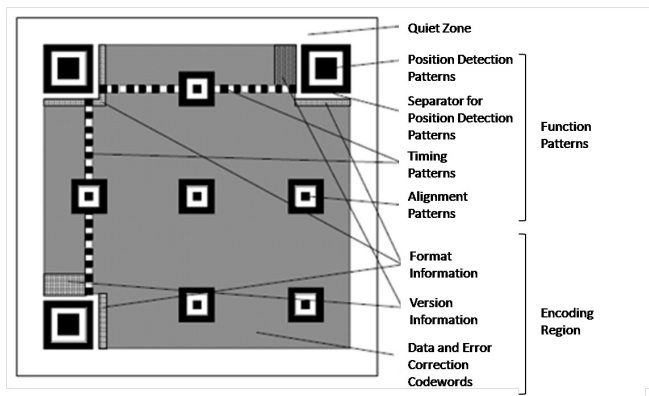 Quiet Zone
Position Detection
Patterns
Separator for
Position Detection
Patterns
Timing
Patterns
Alignment
Patterns
Function
Patterns
Format
Information
Version
Information
Data and Error
Correction
Codewords
Encoding
Region